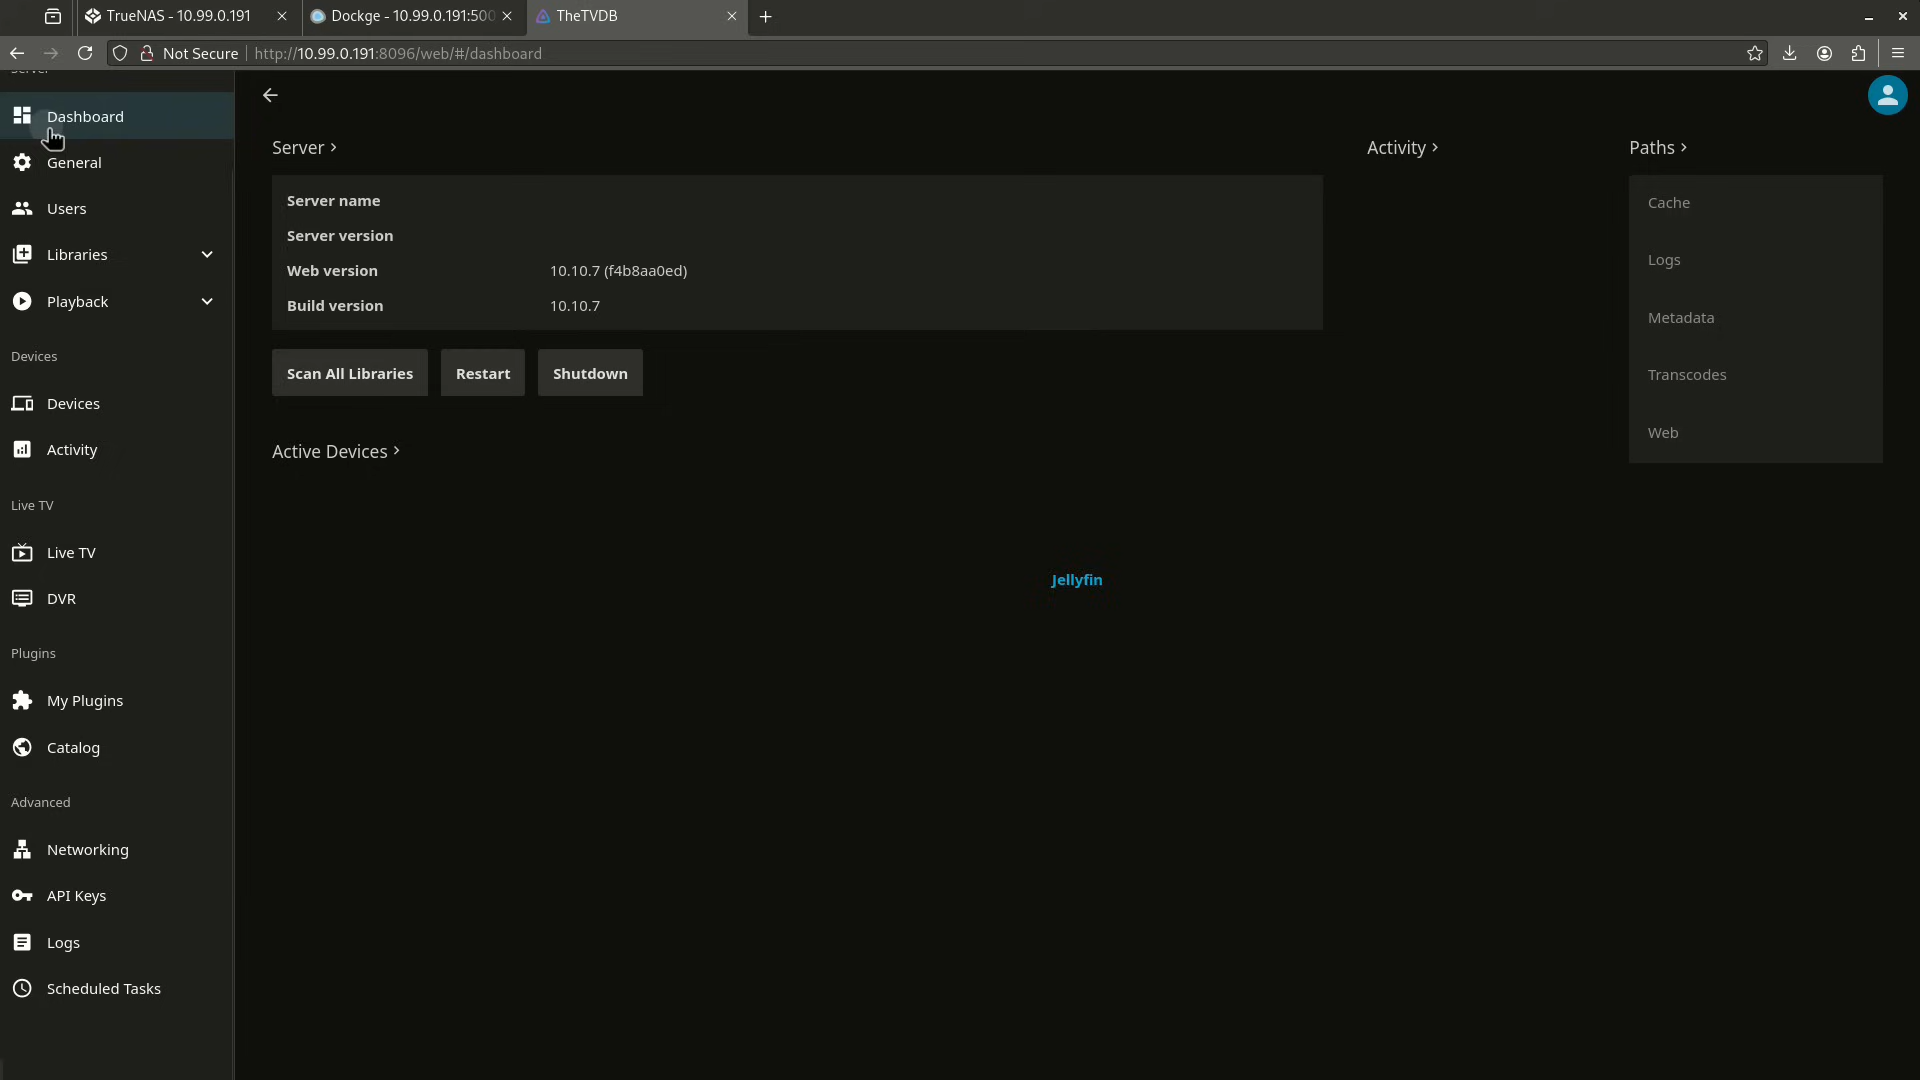 TrueNAS - 10.99.0.191
Dockge - 10.99.0.191:500
TheTVDB
Not Secure
http://10.99.0.191:8096/web/#/dashboard
Server
Dashboard
General
Users
Libraries
Playback
Devices
Devices
Activity
Live TV
Live TV
DVR
Plugins
My Plugins
Catalog
Advanced
Networking
API Keys
Logs
Scheduled Tasks
Server
Server name
Server version
Web version 10.10.7 (f4b8aa0ed)
Build version 10.10.7
Scan All Libraries Restart Shutdown
Active Devices
Jellyfin
Activity
Paths
Cache
Logs
Metadata
Transcodes
Web